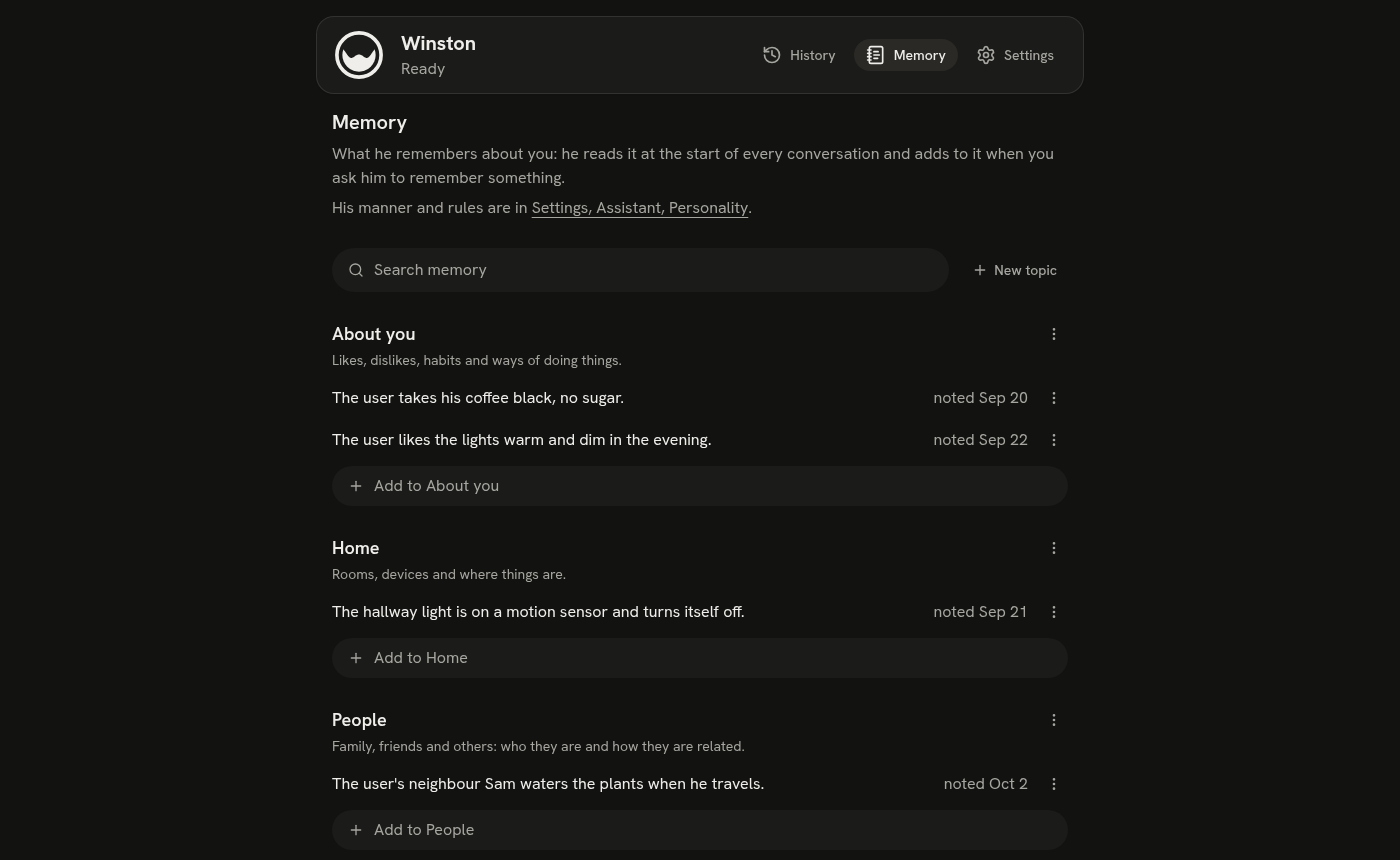 Winston
Ready
History
Memory
Settings
Memory
What he remembers about you: he reads it at the start of every conversation and adds to it when you
ask him to remember something.
His manner and rules are in Settings, Assistant, Personality.
Search memory
New topic
About you
Likes, dislikes, habits and ways of doing things.
The user takes his coffee black, no sugar.
noted Sep 20
The user likes the lights warm and dim in the evening.
noted Sep 22
Add to About you
Home
Rooms, devices and where things are.
The hallway light is on a motion sensor and turns itself off.
noted Sep 21
Add to Home
People
Family, friends and others: who they are and how they are related.
The user's neighbour Sam waters the plants when he travels.
noted Oct 2
Add to People